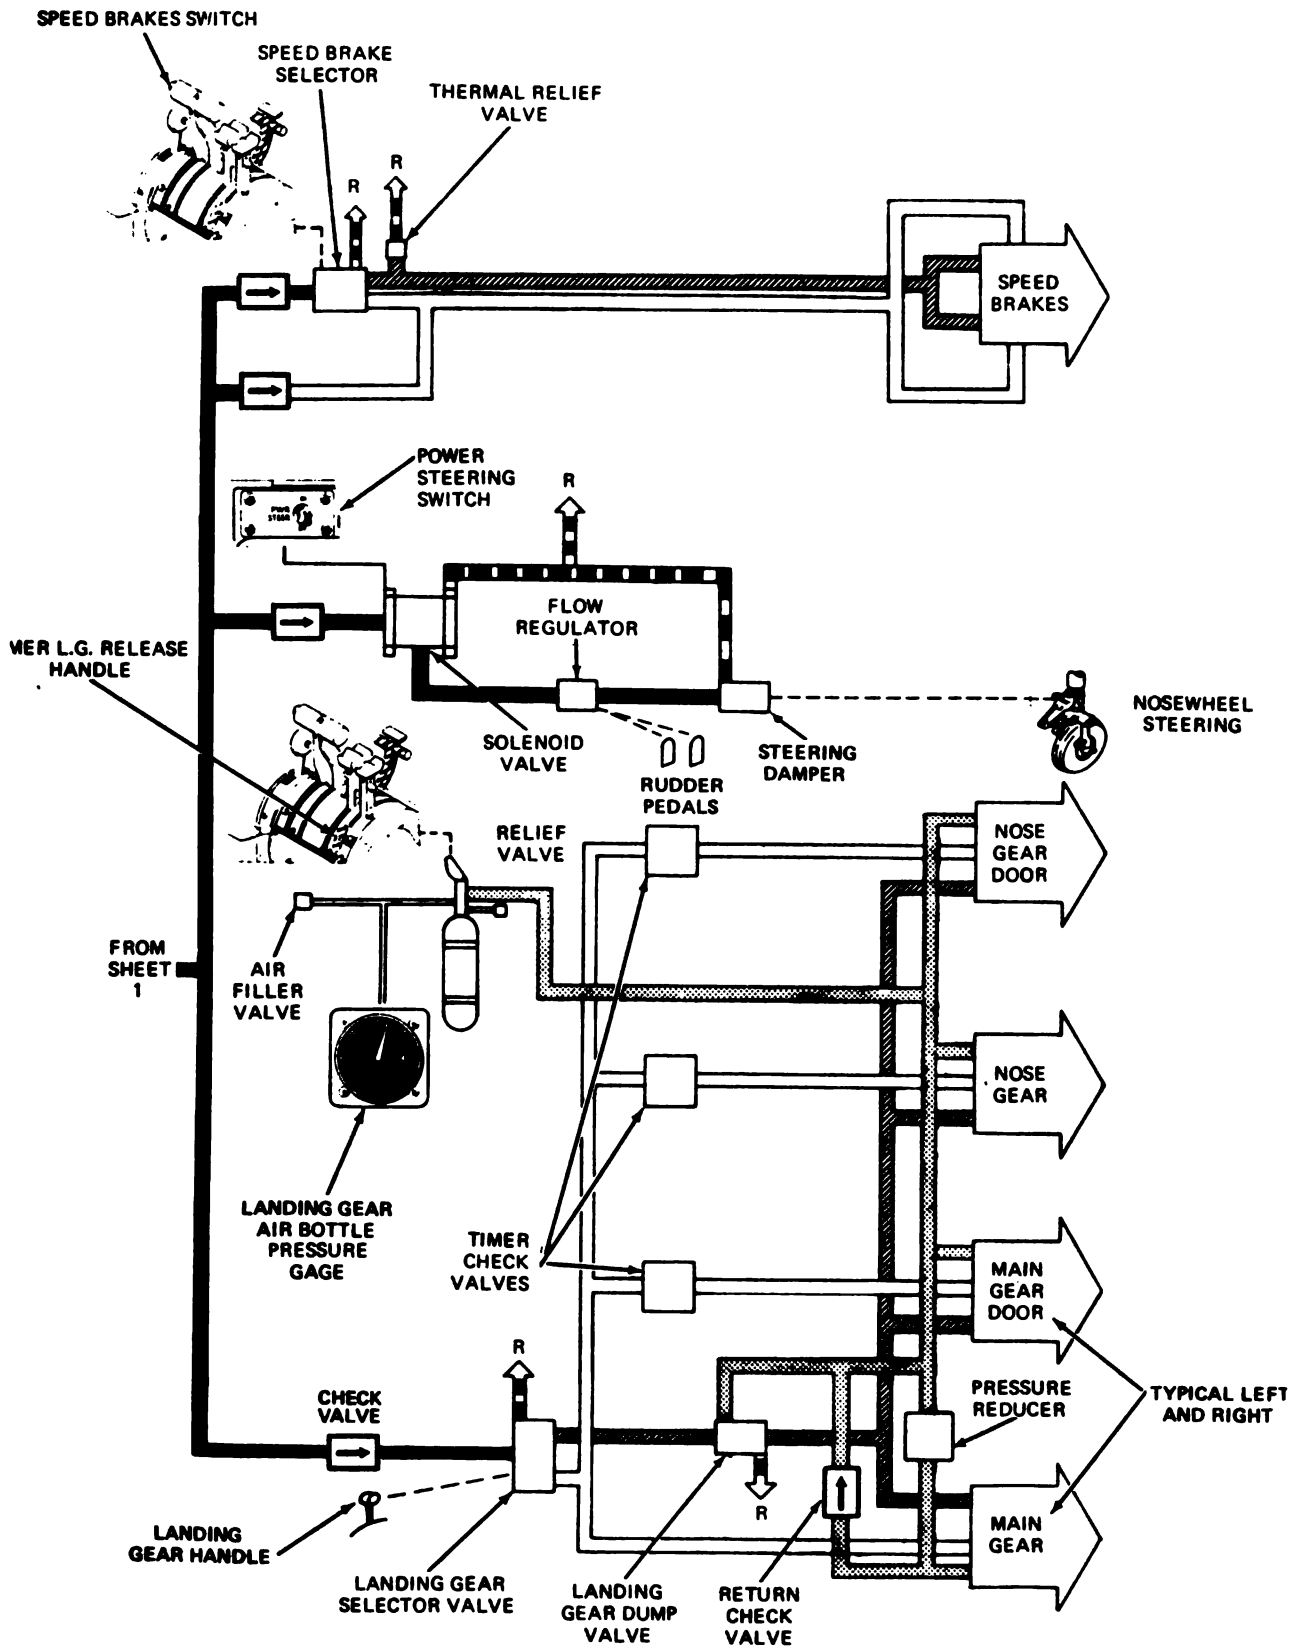 SPEED BRAKES SWITCH
SPEED BRAKE
SELECTOR
THERMAL RELIEF
VALVE
R
R
SPEED
BRAKES
POWER
STEERING
SWITCH
PWR
STEER
R
FLOW
REGULATOR
MER L.G. RELEASE
HANDLE
SOLENOID
VALVE
RUDDER
PEDALS
STEERING
DAMPER
NOSEWHEEL
STEERING
RELIEF
VALVE
NOSE
GEAR
DOOR
FROM
SHEET
1
AIR
FILLER
VALVE
NOSE
GEAR
LANDING GEAR
AIR BOTTLE
PRESSURE
GAGE
TIMER
CHECK
VALVES
MAIN
GEAR
DOOR
R
CHECK
VALVE
PRESSURE
REDUCER
TYPICAL LEFT
AND RIGHT
R
MAIN
GEAR
LANDING
GEAR HANDLE
LANDING GEAR
SELECTOR VALVE
LANDING
GEAR DUMP
VALVE
RETURN
CHECK
VALVE